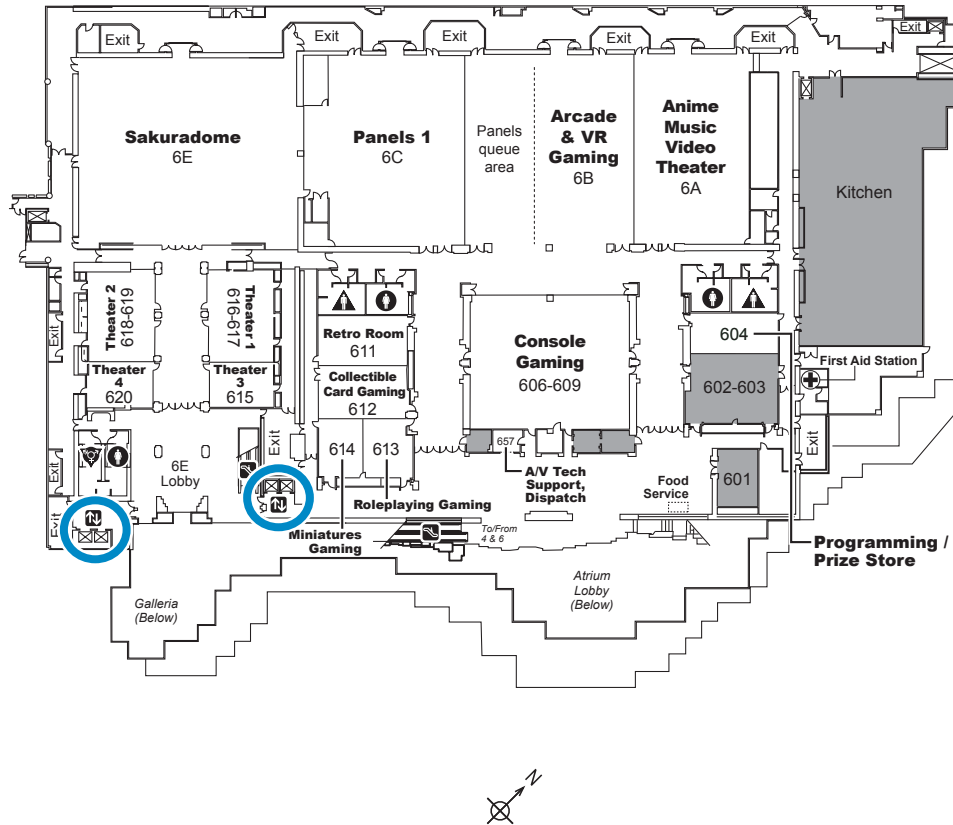 Exit
Exit
Exit
Exit
Exit
Exit
Sakuradome
6E
Panels 1
6C
Panels
queue
area
Arcade
& VR
Gaming
6B
Anime
Music
Video
Theater
6A
Kitchen
Theater 2
618-619
Theater 1
616-617
Exit
Retro Room
611
Console
Gaming
606-609
604
First Aid Station
Theater
4
620
Theater
3
615
Collectible
Card Gaming
612
602-603
614
613
Exit
6E
Lobby
Exit
657
Exit
A/V Tech
Support,
Dispatch
Food
Service
601
Exit
Roleplaying Gaming
Miniatures
Gaming
To/From
4 & 6
Programming /
Prize Store
Galleria
(Below)
Atrium
Lobby
(Below)
N